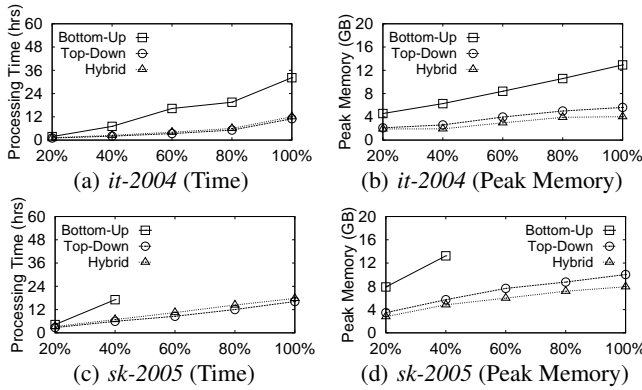 Processing Time (hrs)
60
48
36
24
12
0
Bottom-Up
Top-Down
Hybrid
20% 40% 60% 80% 100%
(a) it-2004 (Time)
Peak Memory (GB)
20
16
12
8
4
0
Bottom-Up
Top-Down
Hybrid
20% 40% 60% 80% 100%
(b) it-2004 (Peak Memory)
Processing Time (hrs)
60
48
36
24
12
0
Bottom-Up
Top-Down
Hybrid
20% 40% 60% 80% 100%
(c) sk-2005 (Time)
Peak Memory (GB)
20
16
12
8
4
0
Bottom-Up
Top-Down
Hybrid
20% 40% 60% 80% 100%
(d) sk-2005 (Peak Memory)